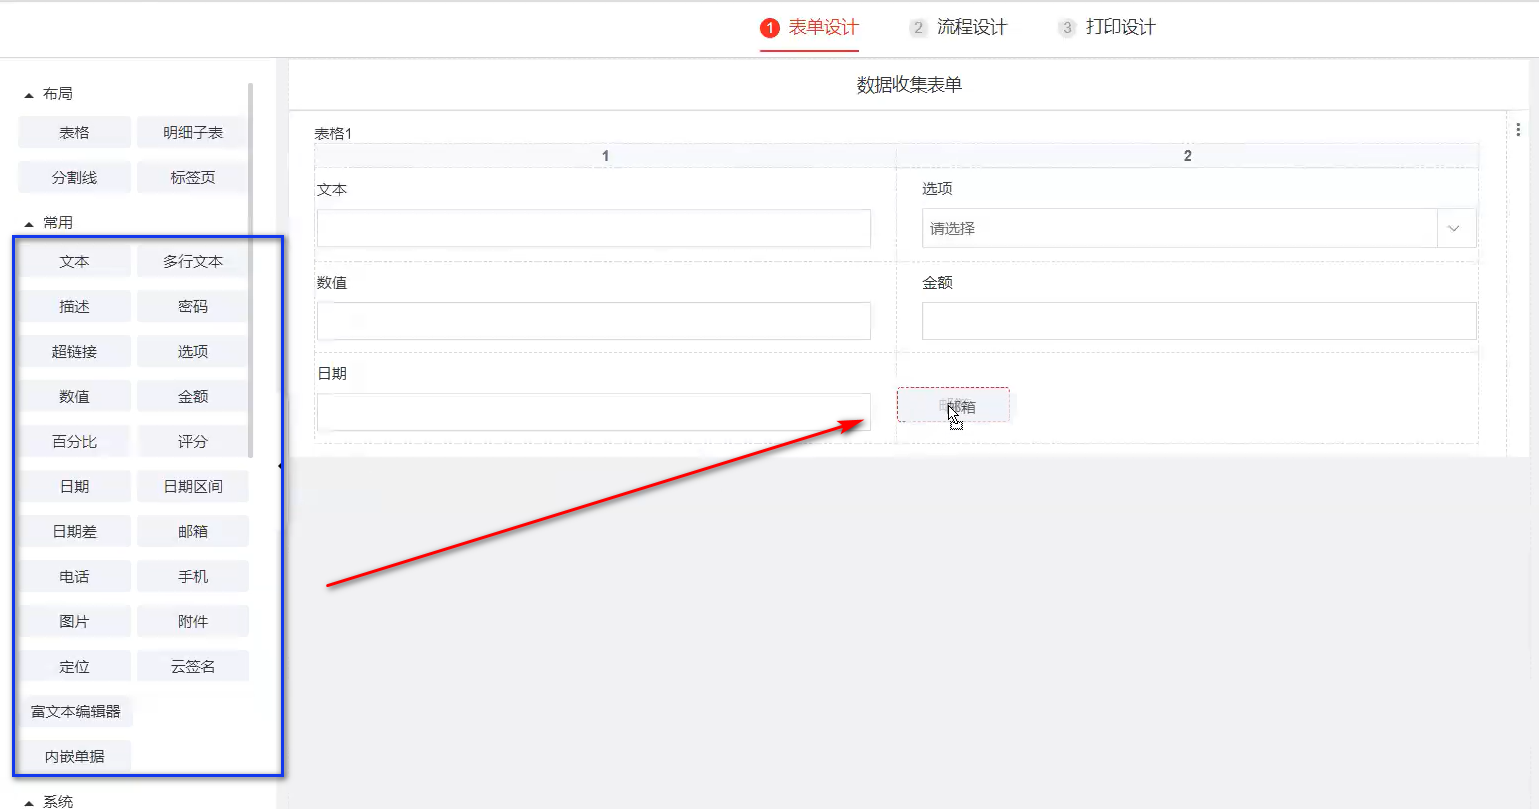 1 表单设计 2 流程设计 3 打印设计
布局
表格 明细子表
分割线 标签页
常用
文本 多行文本
描述 密码
超链接 选项
数值 金额
百分比 评分
日期 日期区间
日期差 邮箱
电话 手机
图片 附件
定位 云签名
富文本编辑器
内嵌单据
系统
数据收集表单
表格1
1 2
文本 选项
请选择
数值 金额
日期
邮箱